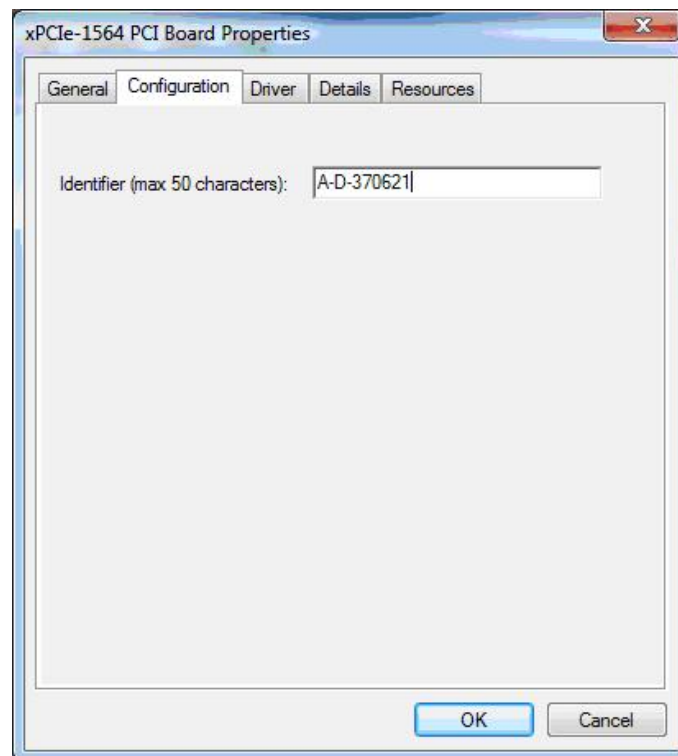 xPCIe-1564 PCI Board Properties
General Configuration Driver Details Resources
Identifier (max 50 characters): A-D-370621
OK Cancel